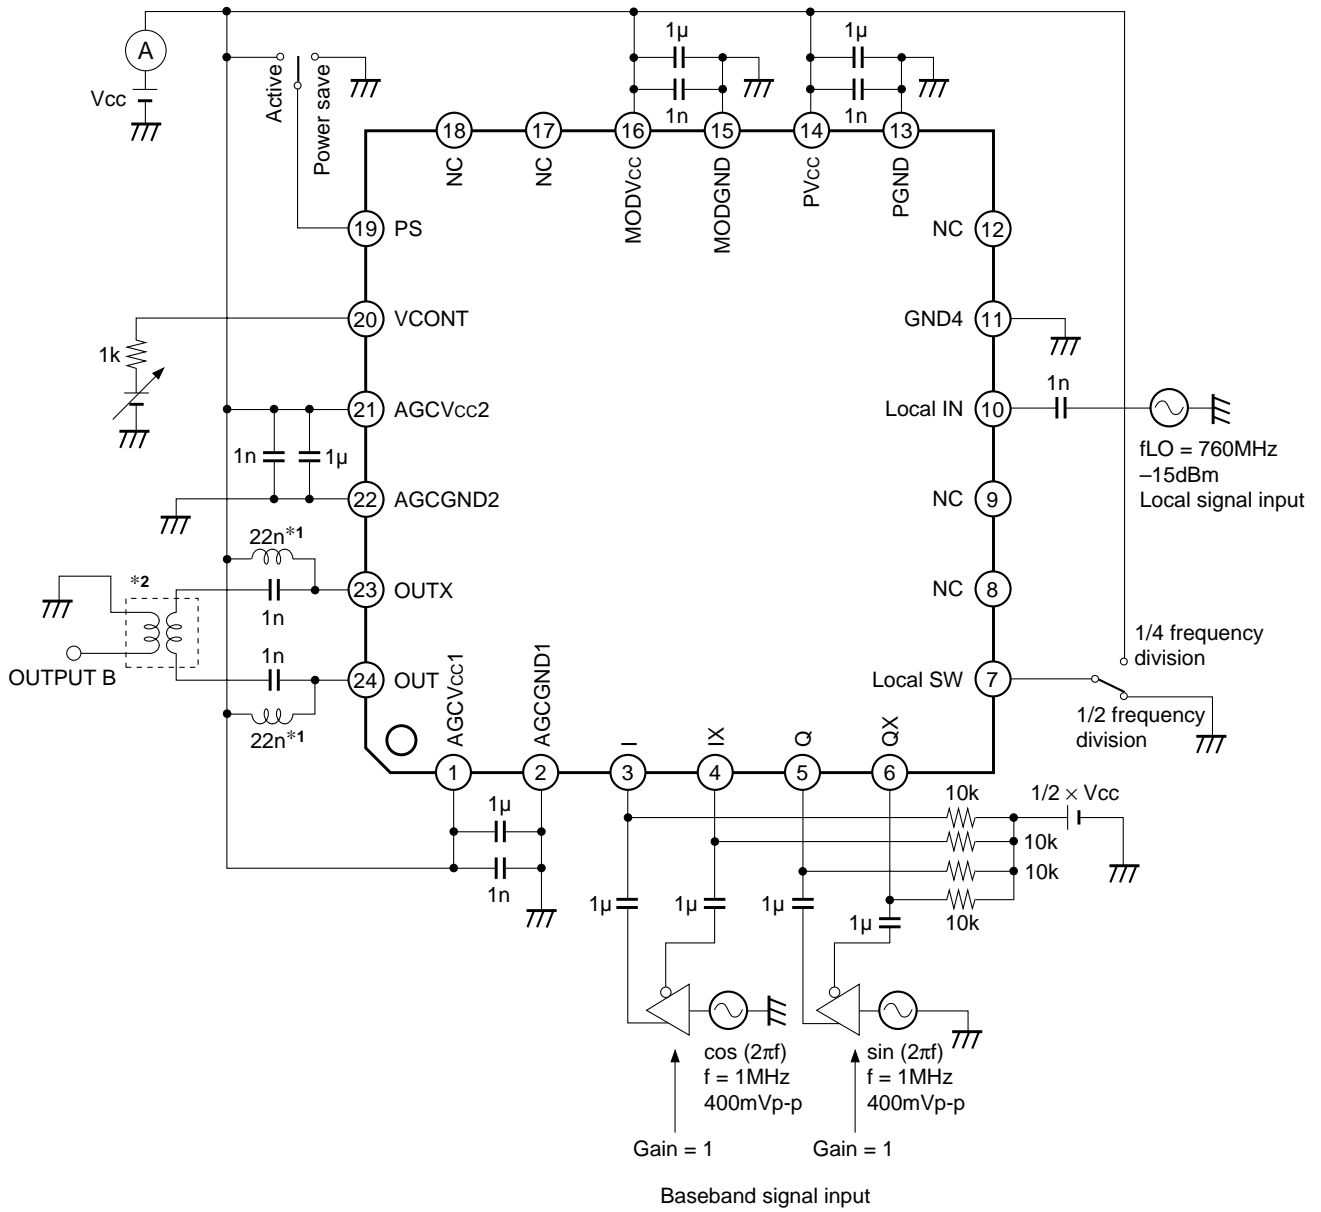 A
Vcc
Active
Power save
1µ
1n
1µ
1n
18
17
16
15
14
13
NC
NC
MODVcc
MODGND
PVcc
PGND
19
PS
NC
12
20
VCONT
GND4
11
1k
21
AGCVcc2
Local IN
10
1n
fLO = 760MHz
–15dBm
Local signal input
1n
1µ
22
AGCGND2
NC
9
22n*1
*2
23
OUTX
NC
8
1n
1n
OUTPUT B
24
OUT
Local SW
7
1/4 frequency
division
1/2 frequency
division
22n*1
AGCVcc1
AGCGND1
I
IX
Q
QX
1
2
3
4
5
6
1µ
1n
10k
1/2 × Vcc
10k
10k
10k
1µ
1µ
1µ
1µ
cos (2πf)
f = 1MHz
400mVp-p
sin (2πf)
f = 1MHz
400mVp-p
Gain = 1
Gain = 1
Baseband signal input